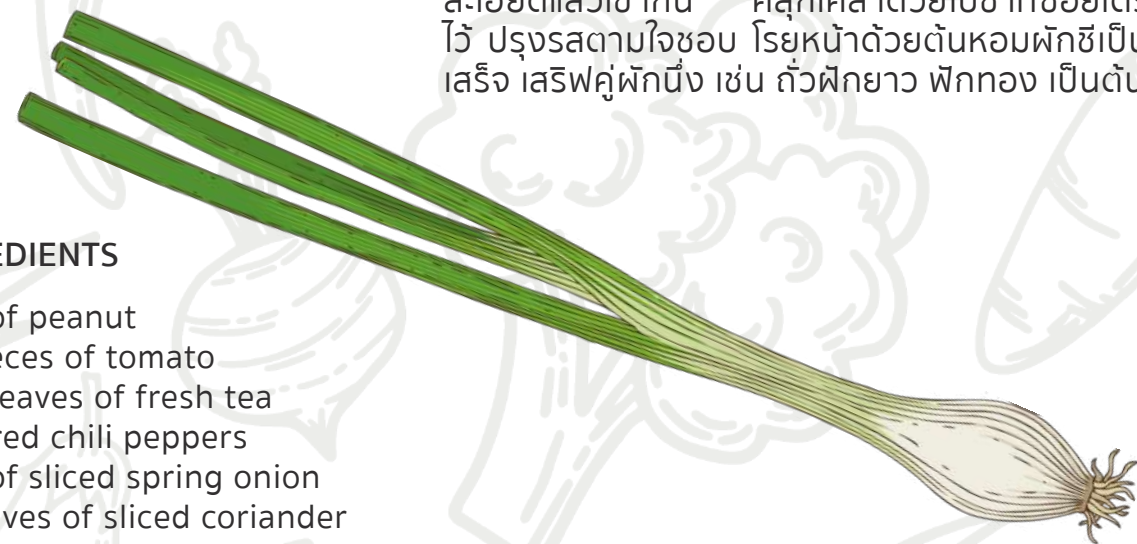 ไว้ ปรุงรสตามใจชอบ โรยหน้าด้วยต้นหอมผักชีเป็น
เสร็จ เสริฟคู่ผักนึ่ง เช่น ถั่วฝักยาว ฟักทอง เป็นต้น
EDIENTS
of peanut
eces of tomato
eaves of fresh tea
red chili peppers
of sliced spring onion
ves of sliced coriander